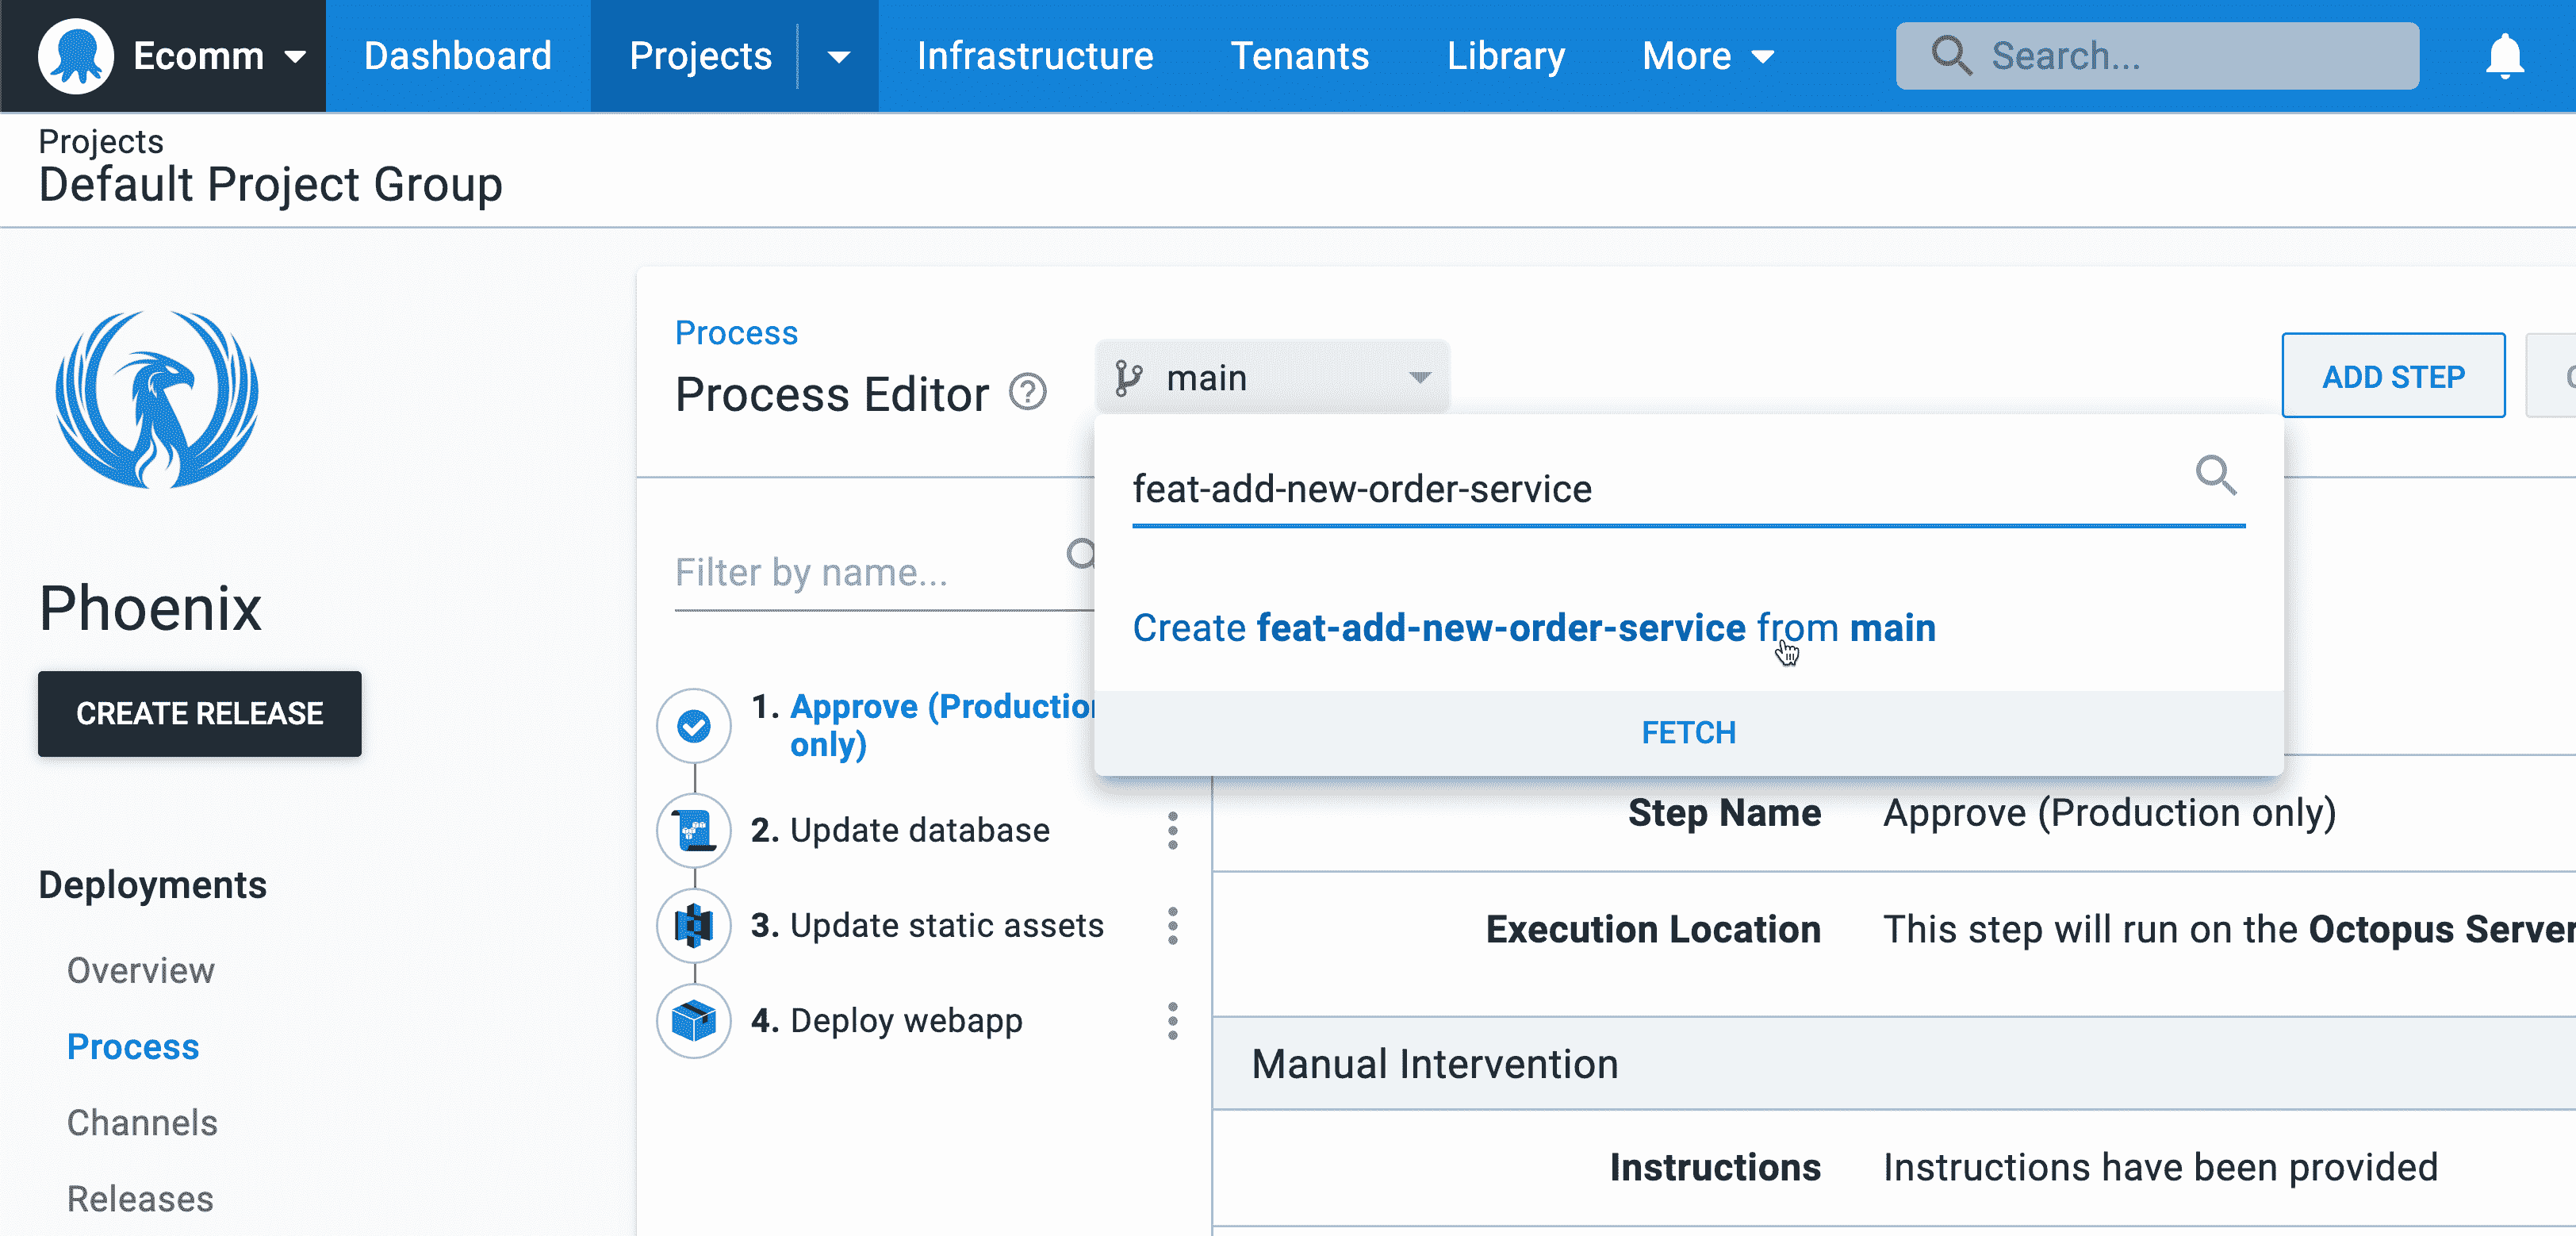 Ecomm
Dashboard
Projects
Infrastructure
Tenants
Library
More
Search...
Projects
Default Project Group
Phoenix
CREATE RELEASE
Deployments
Overview
Process
Channels
Releases
Process
Process Editor ?
main
ADD STEP
feat-add-new-order-service
Create feat-add-new-order-service from main
FETCH
Filter by name...
1. Approve (Production
only)
2. Update database
3. Update static assets
4. Deploy webapp
Step Name Approve (Production only)
Execution Location This step will run on the Octopus Server
Manual Intervention
Instructions Instructions have been provided